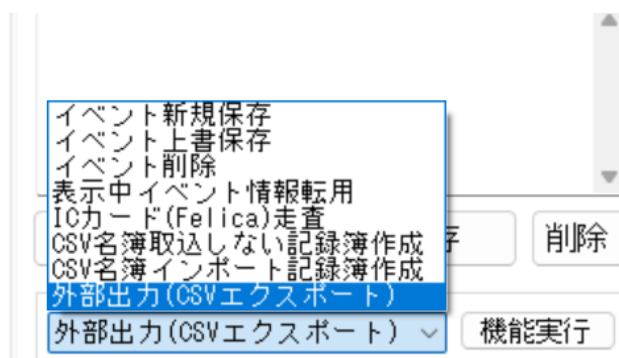 イベント新規保存
イベント上書保存
イベント削除
表示中イベント情報転用
ICカード(Felica)走査
CSV名簿取込しない記録簿作成
CSV名簿インポート記録簿作成
外部出力(CSVエクスポート)
削除
外部出力(CSVエクスポート)
機能実行